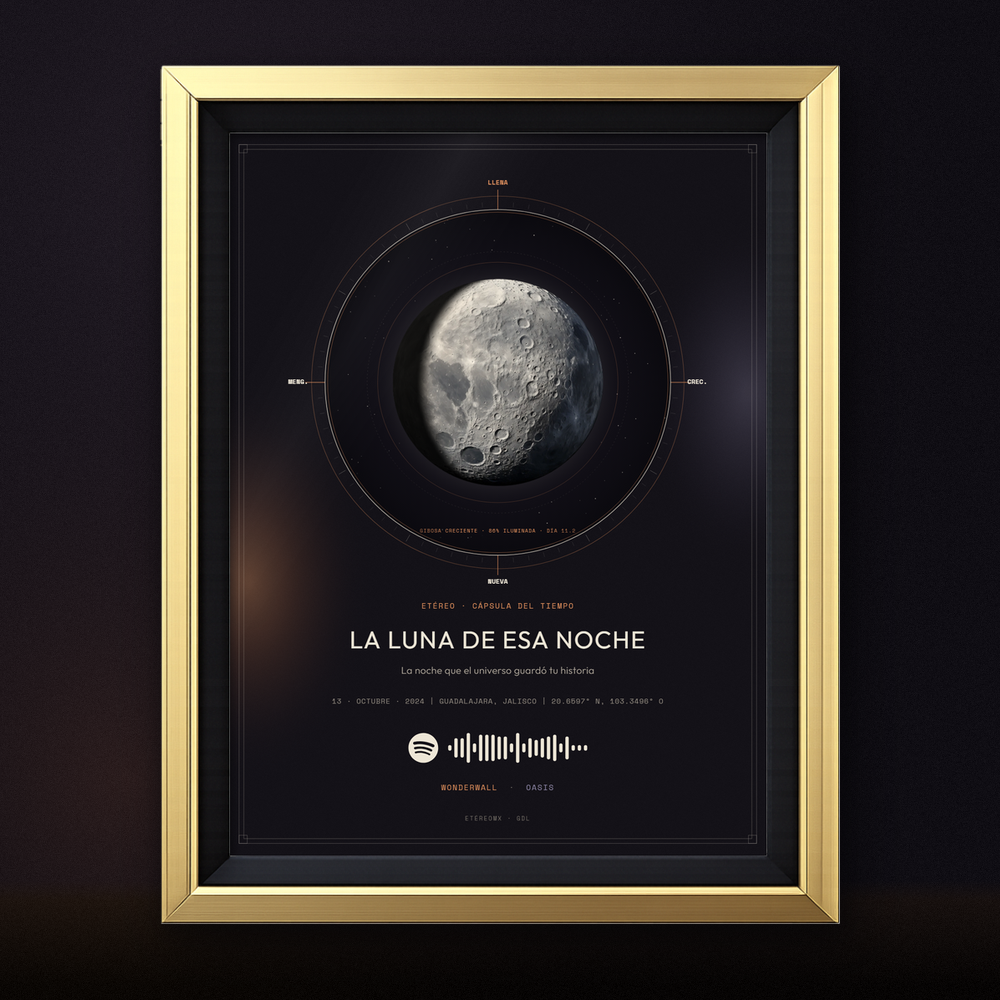 LLENA
MENG.
CREC.
GIBOSA CRECIENTE · 86% ILUMINADA · DÍA 11.2
NUEVA
ETÉREO · CÁPSULA DEL TIEMPO
LA LUNA DE ESA NOCHE
La noche que el universo guardó tu historia
13 · OCTUBRE · 2024 | GUADALAJARA, JALISCO | 20.6597° N, 103.3496° O
WONDERWALL · OASIS
ETÉREOMX · GDL